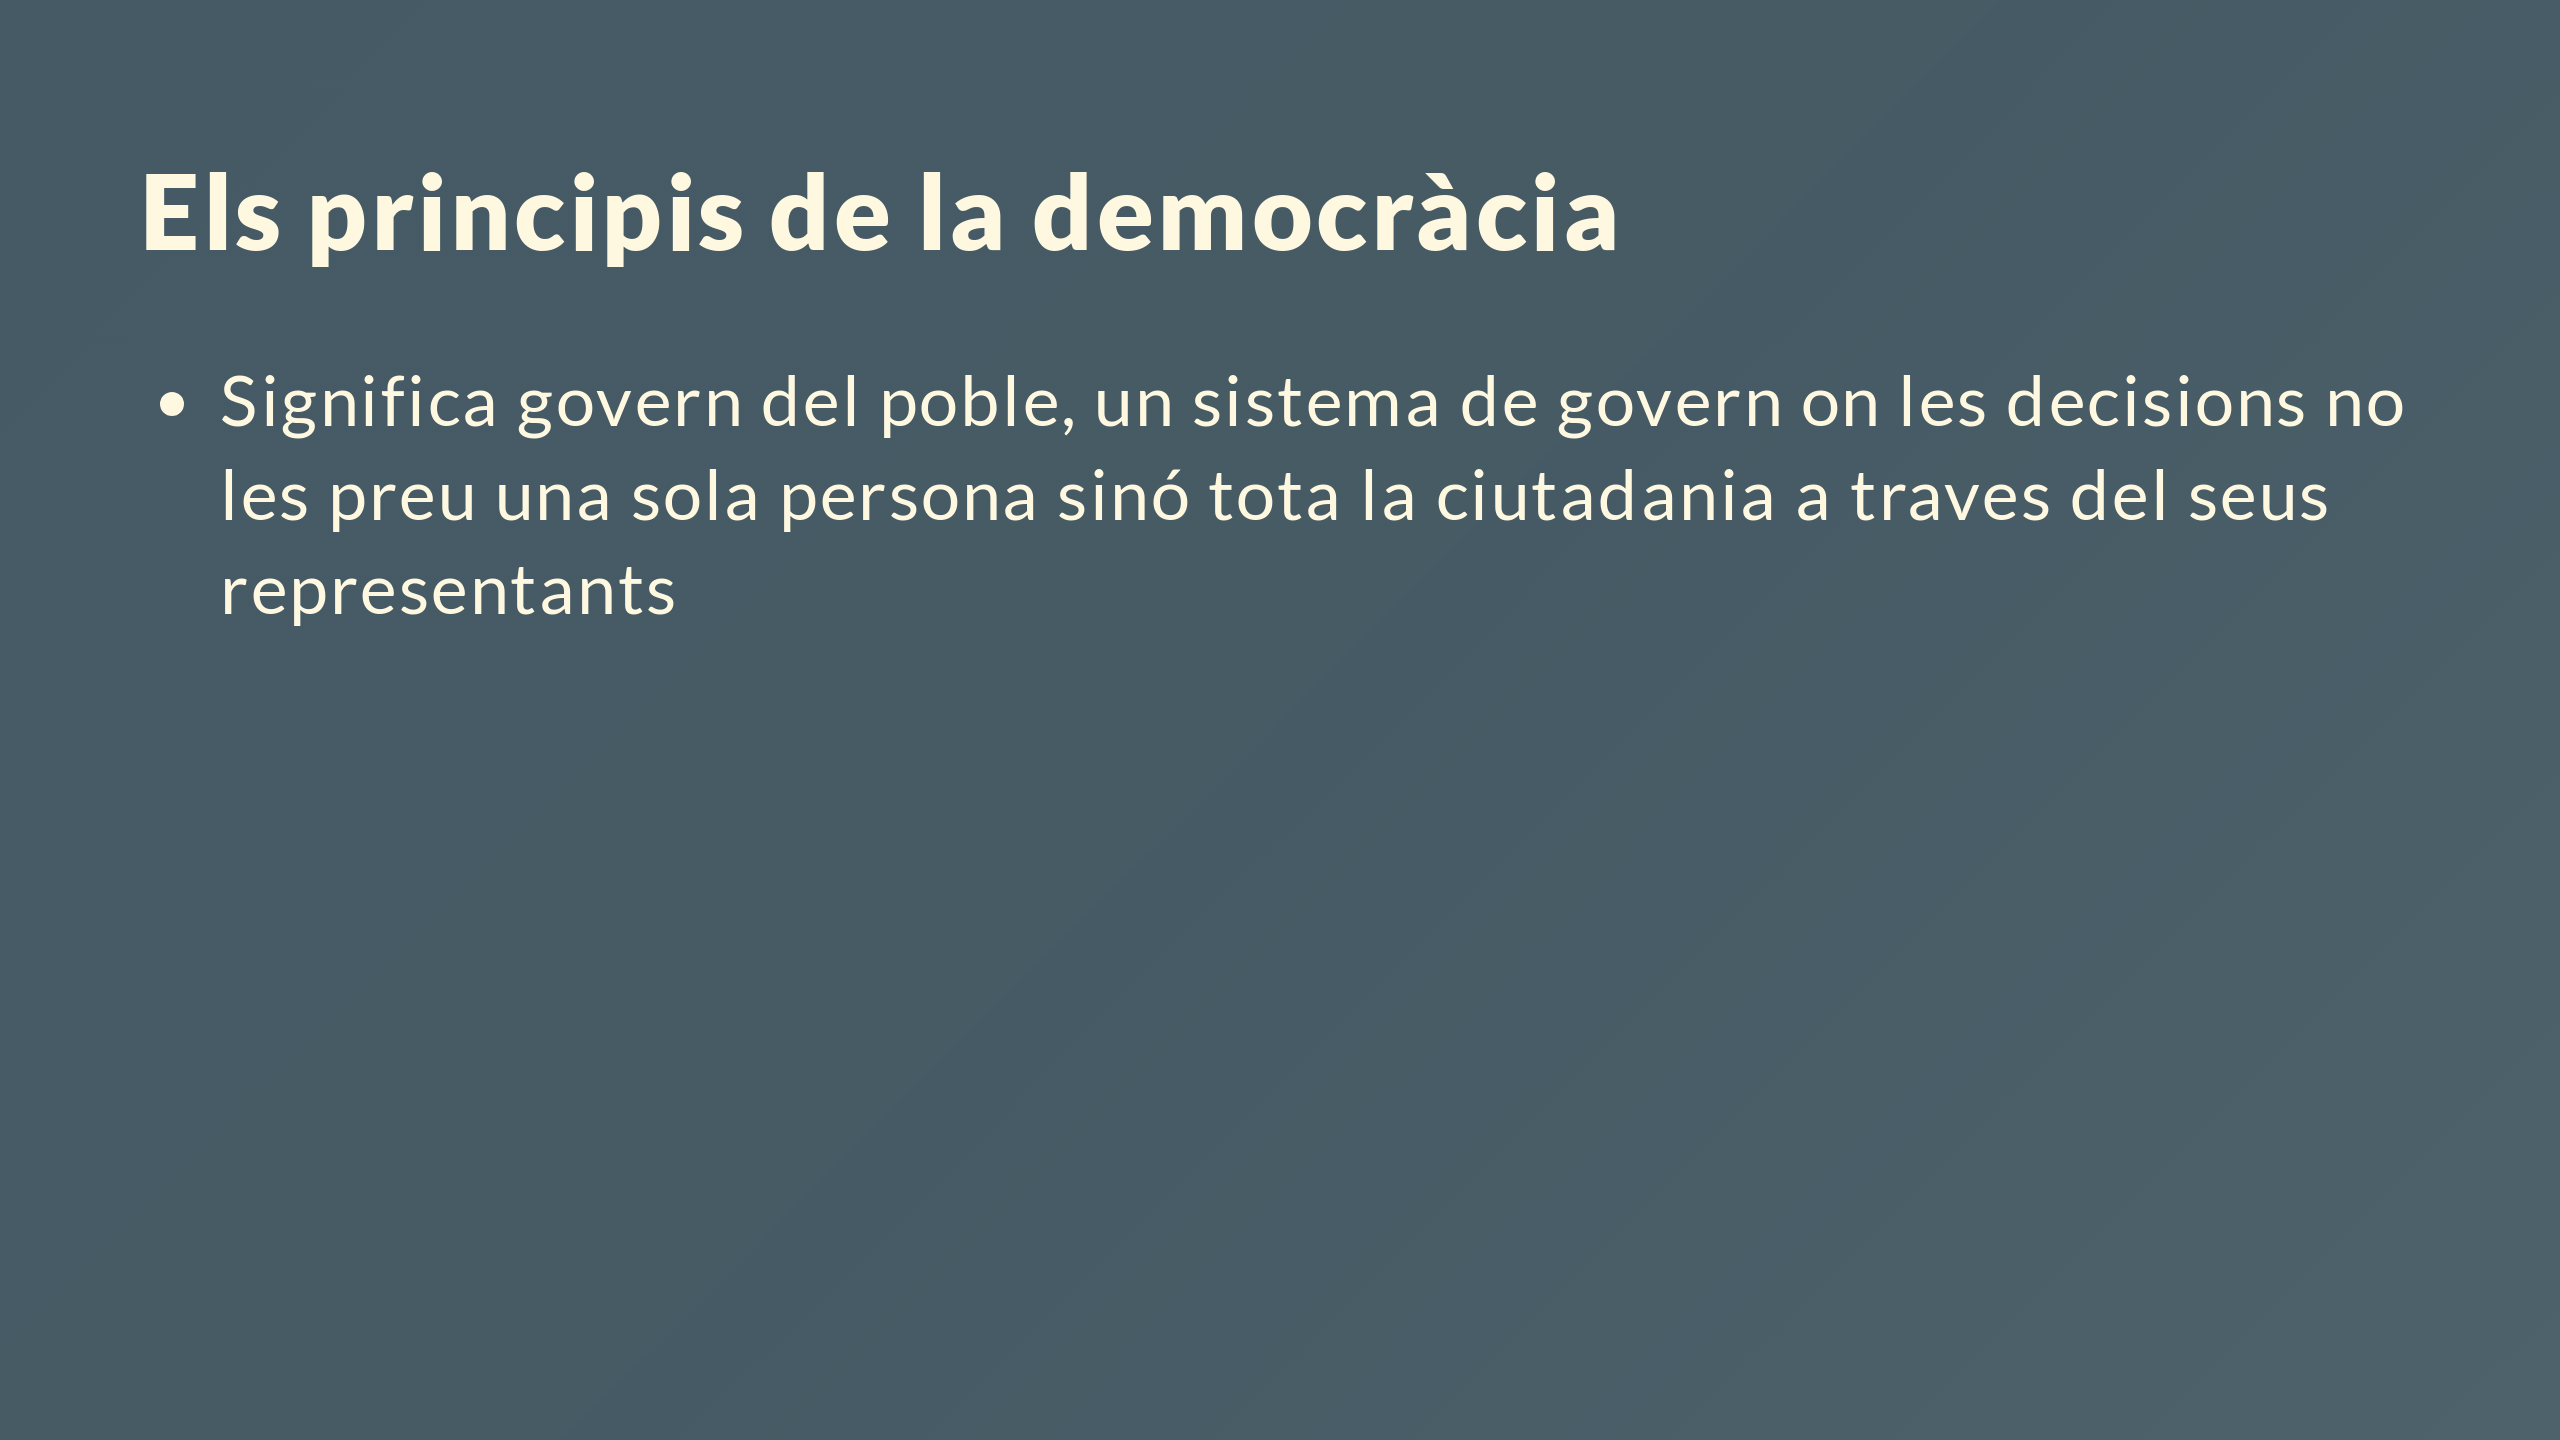 Els principis de la democràcia
• Significa govern del poble, un sistema de govern on les decisions no
les preu una sola persona sinó tota la ciutadania a traves del seus
representants